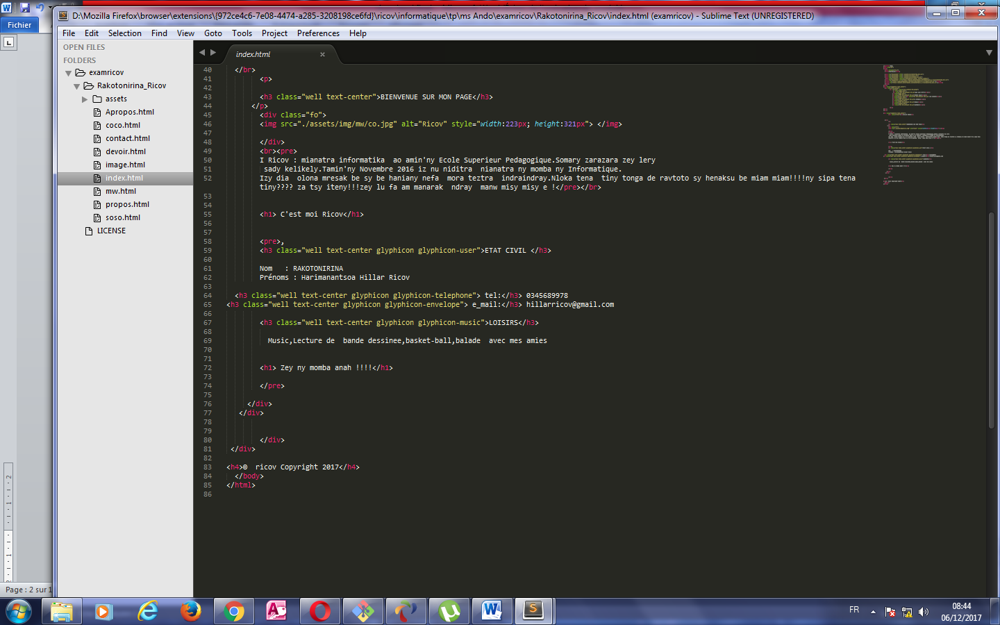 D:\Mozilla Firefox\browser\extensions\{972ce4c6-7e08-4474-a285-3208198ce6fd}\ricov\informatique\tp\ms Ando\examricov\Rakotonirina_Ricov\index.html (examricov) - Sublime Text (UNREGISTERED)
Fichier
File Edit Selection Find View Goto Tools Project Preferences Help
OPEN FILES
FOLDERS
examricov
Rakotonirina_Ricov
assets
Apropos.html
coco.html
contact.html
devoir.html
image.html
index.html
mw.html
propos.html
soso.html
LICENSE
index.html
40 </br>
41 <p>
42
43 <h3 class="well text-center">BIENVENUE SUR MON PAGE</h3>
44 </p>
45 <div class="fo">
46 <img src="./assets/img/mw/co.jpg" alt="Ricov" style="width:223px; height:321px"> </img>
47
48 </div>
49 <br><pre>
50 I Ricov : mianatra informatika  ao amin'ny Ecole Superieur Pedagogique.Somary zarazara zey lery
51 sady kelikely.Tamin'ny Novembre 2016 iz nu niditra  nianatra ny momba ny Informatique.
52 Izy dia  olona mresak be sy be haniany nefa  mora teztra  indraindray.Nloka tena  tiny tonga de ravtoto sy henaksu be miam miam!!!!ny sipa tena
tiny???? za tsy iteny!!!zey lu fa am manarak  ndray  manw misy misy e !</pre></br>
53
54
55 <h1> C'est moi Ricov</h1>
56
57
58 <pre>,
59 <h3 class="well text-center glyphicon glyphicon-user">ETAT CIVIL </h3>
60
61 Nom   : RAKOTONIRINA
62 Prénoms : Harimanantsoa Hillar Ricov
63
64 <h3 class="well text-center glyphicon glyphicon-telephone"> tel:</h3> 0345689978
65 <h3 class="well text-center glyphicon glyphicon-envelope"> e_mail:</h3> hillarricov@gmail.com
66
67 <h3 class="well text-center glyphicon glyphicon-music">LOISIRS</h3>
68
69 Music,Lecture de  bande dessinee,basket-ball,balade  avec mes amies
70
71
72 <h1> Zey ny momba anah !!!!</h1>
73
74 </pre>
75
76 </div>
77 </div>
78
79
80 </div>
81 </div>
82
83 <h4>©  ricov Copyright 2017</h4>
84 </body>
85 </html>
86
Page : 2 sur 1
FR
08:44
06/12/2017